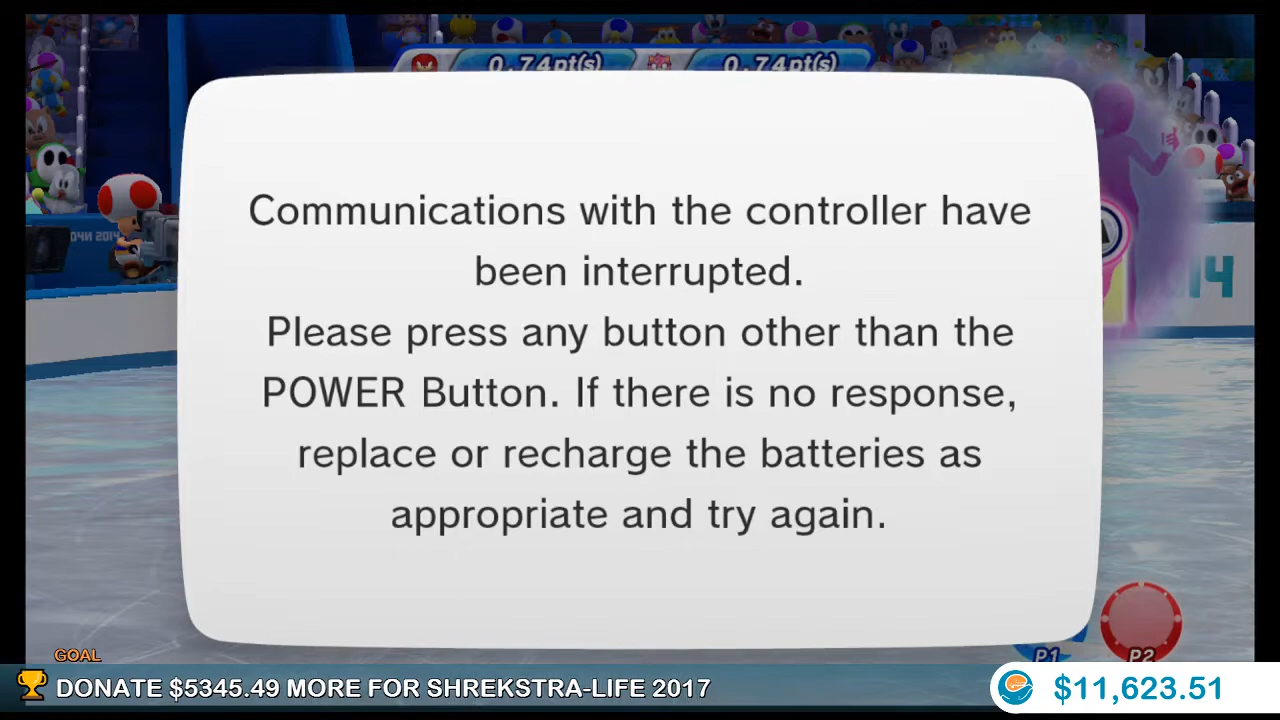 0.74pt(s) 0.74pt(s)
Communications with the controller have
been interrupted.
Please press any button other than the
POWER Button. If there is no response,
replace or recharge the batteries as
appropriate and try again.
2014
14
P1 P2
GOAL
DONATE $5345.49 MORE FOR SHREKSTRA-LIFE 2017
$11,623.51